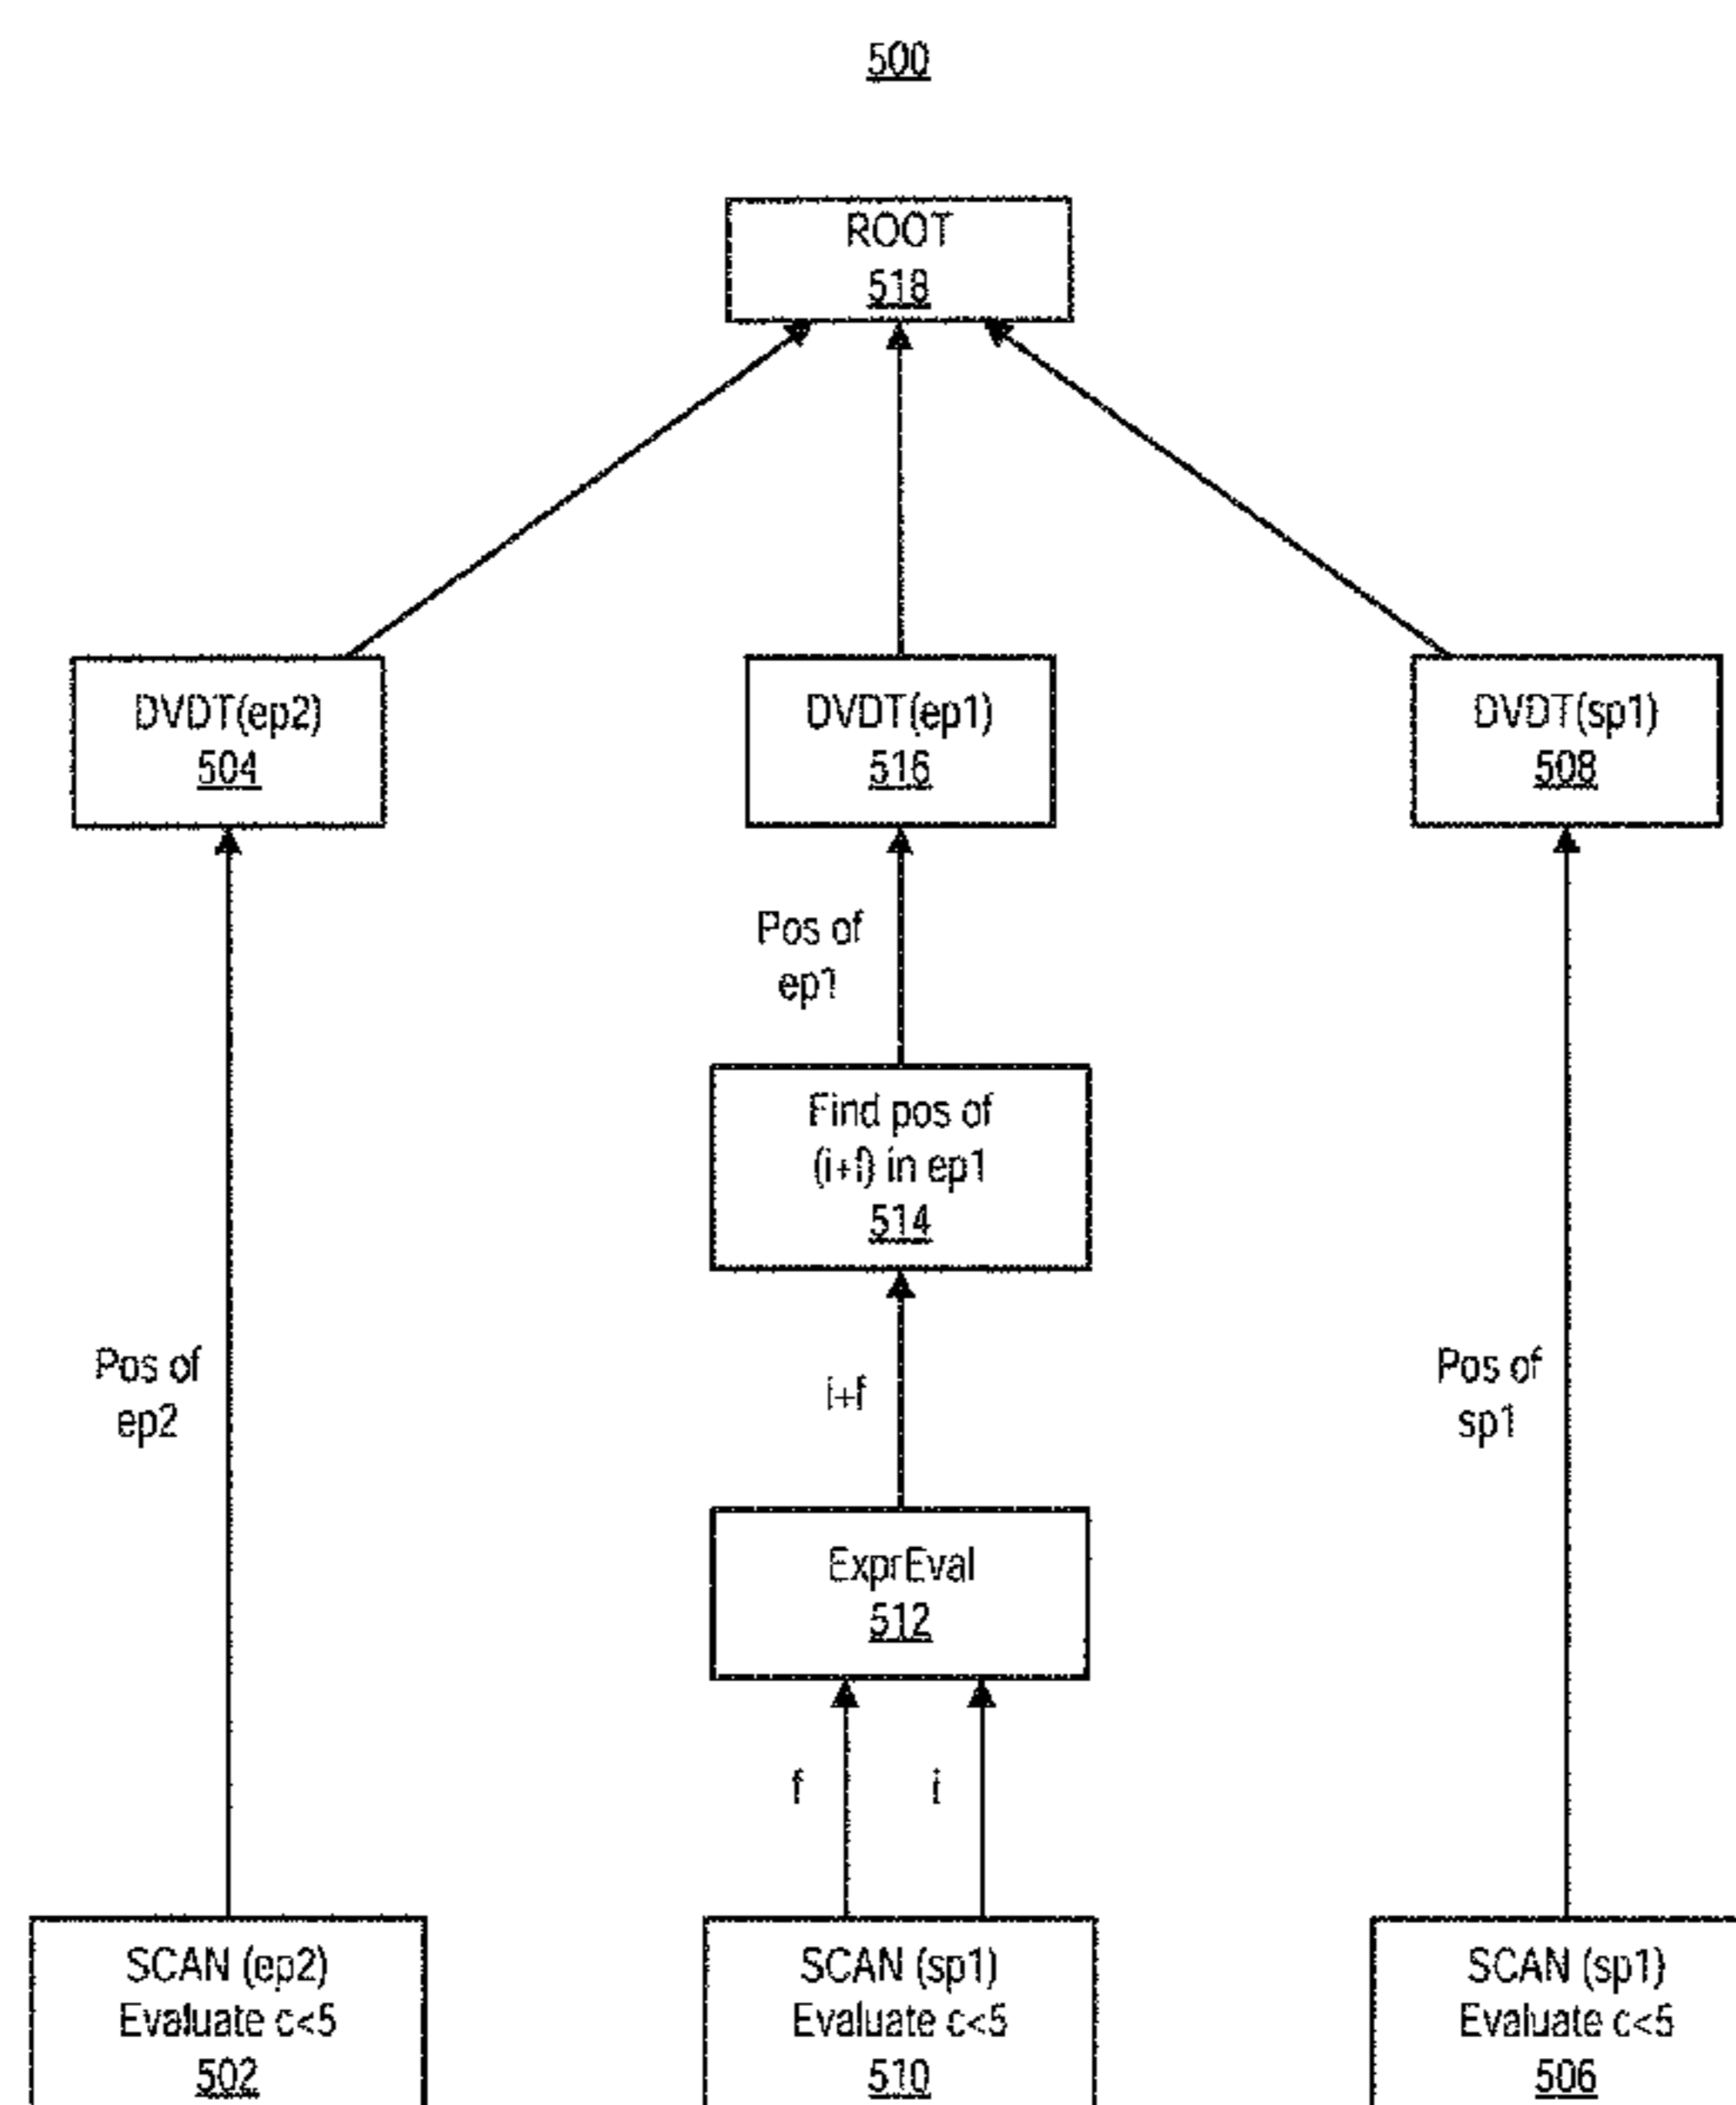 500
ROOT
518
DVDT(ep2)
504
DVDT(ep1)
516
DVDT(sp1)
508
Pos of
ep1
Find pos of
(i+f) in ep1
514
Pos of
ep2
i+f
Pos of
sp1
ExprEval
512
f
i
SCAN (ep2)
Evaluate c<5
502
SCAN (sp1)
Evaluate c<5
510
SCAN (sp1)
Evaluate c<5
506